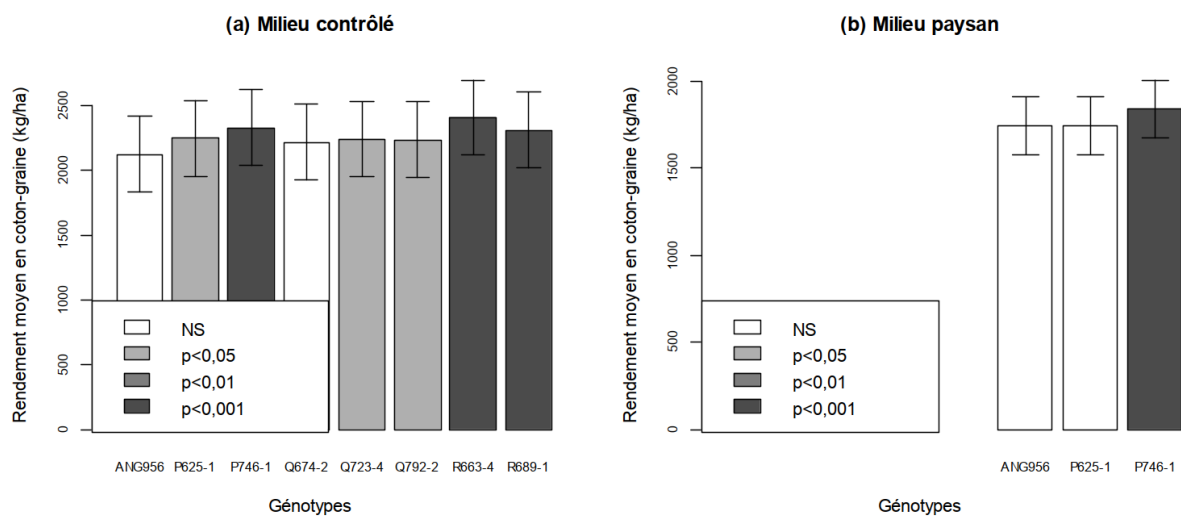 (a) Milieu contrôlé
Rendement moyen en coton-graine (kg/ha)
2500
2000
1500
1000
500
0
NS
p<0,05
p<0,01
p<0,001
ANG956 P625-1 P746-1 Q674-2 Q723-4 Q792-2 R663-4 R689-1
Génotypes
(b) Milieu paysan
Rendement moyen en coton-graine (kg/ha)
2000
1500
1000
500
0
NS
p<0,05
p<0,01
p<0,001
ANG956 P625-1 P746-1
Génotypes